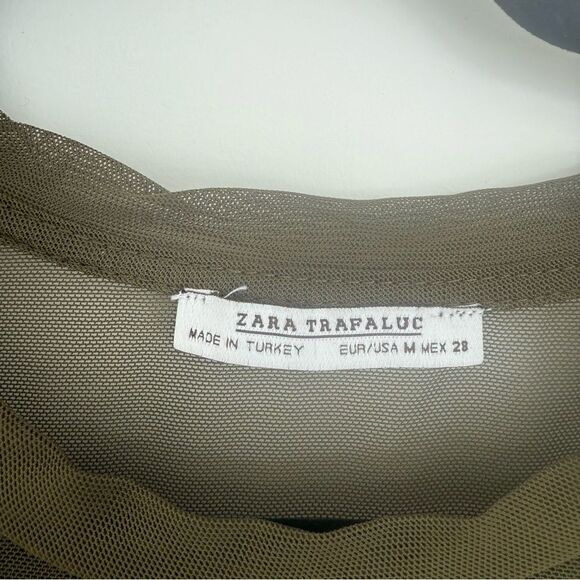 ZARA TRAFALUC
MADE IN TURKEY EUR/USA M MEX 28